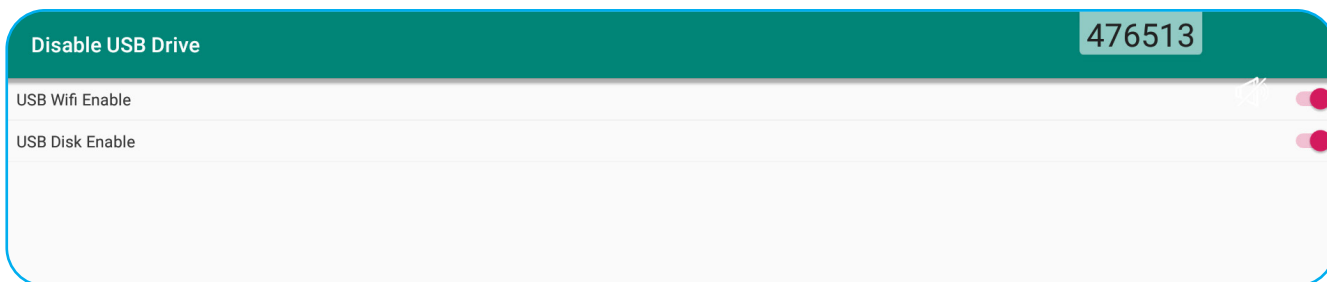 Disable USB Drive
476513
USB Wifi Enable
USB Disk Enable